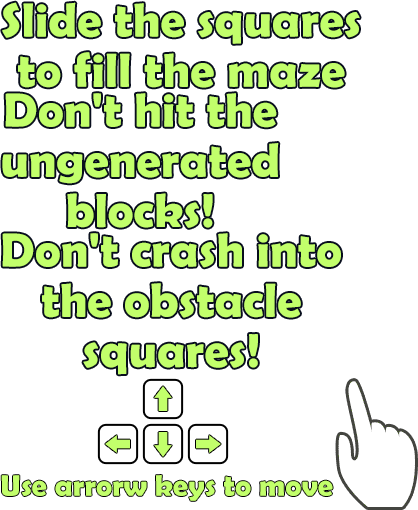 Slide the squares
to fill the maze
Don't hit the
ungenerated
blocks!
Don't crash into
the obstacle
squares!
Use arrorw keys to move